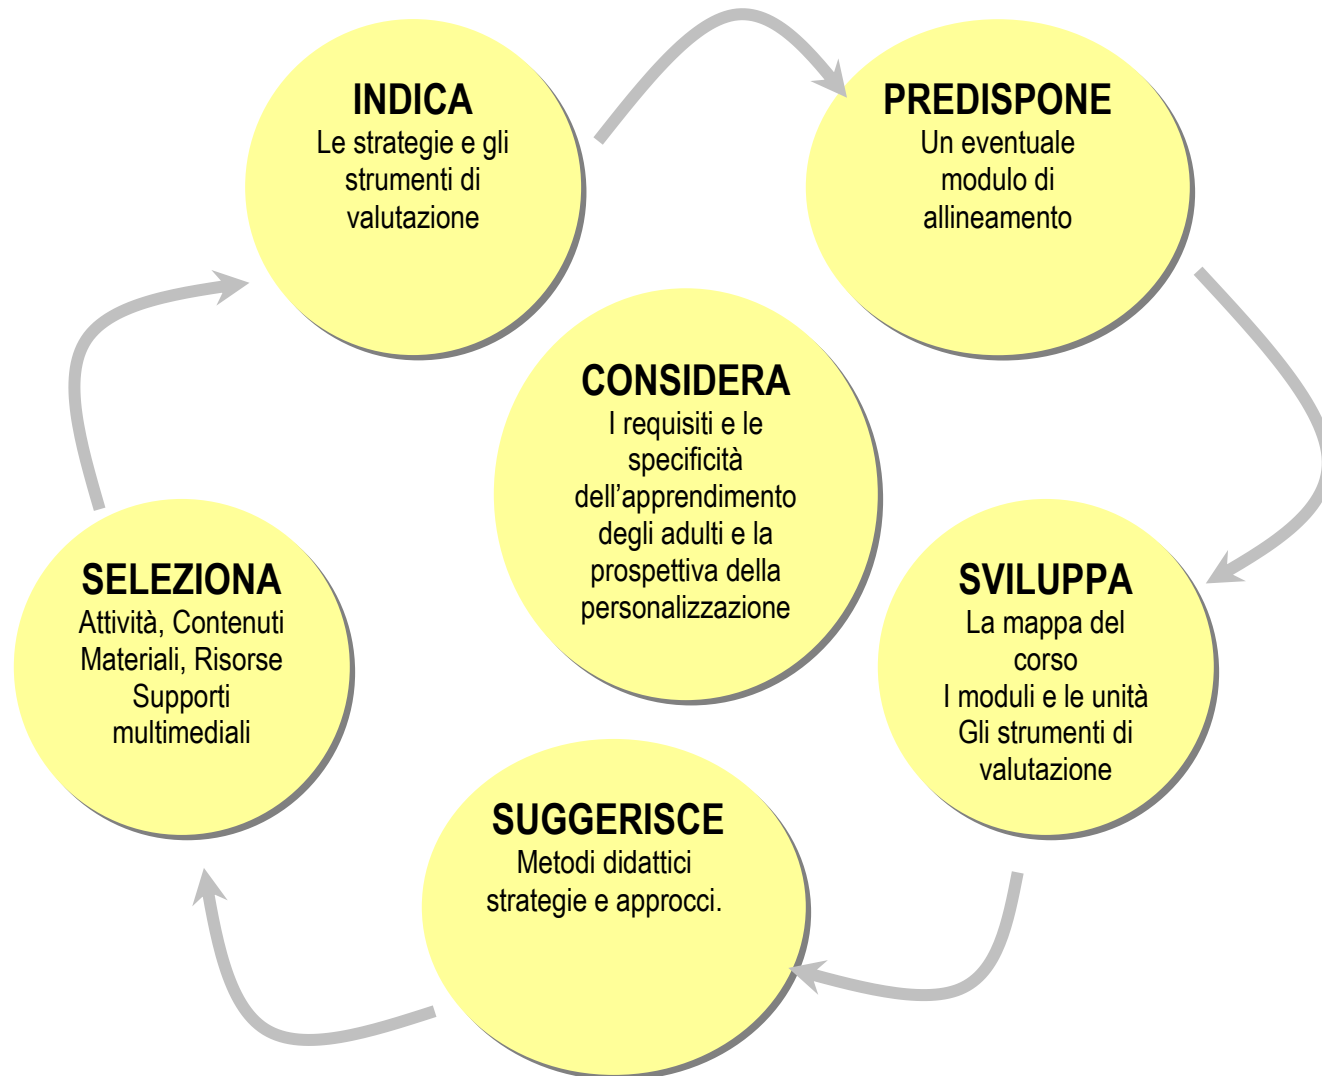 INDICA
Le strategie e gli
strumenti di
valutazione
PREDISPONE
Un eventuale
modulo di
allineamento
CONSIDERA
I requisiti e le
specificità
dell’apprendimento
degli adulti e la
prospettiva della
personalizzazione
SELEZIONA
Attività, Contenuti
Materiali, Risorse
Supporti
multimediali
SVILUPPA
La mappa del
corso
I moduli e le unità
Gli strumenti di
valutazione
SUGGERISCE
Metodi didattici
strategie e approcci.